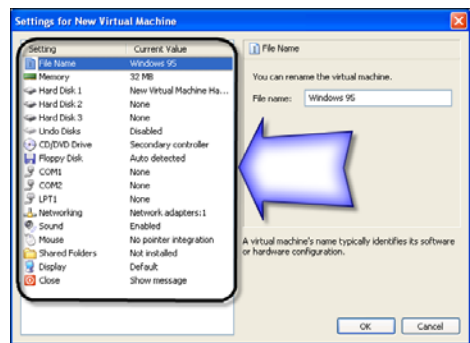 Settings for New Virtual Machine
Setting Current Value
File Name Windows 95
Memory 32 MB
Hard Disk 1 New Virtual Machine Ha...
Hard Disk 2 None
Hard Disk 3 None
Undo Disks Disabled
CD/DVD Drive Secondary controller
Floppy Disk Auto detected
COM1 None
COM2 None
LPT1 None
Networking Network adapters:1
Sound Enabled
Mouse No pointer integration
Shared Folders Not installed
Display Default
Close Show message
File Name
You can rename the virtual machine.
File name: Windows 95
A virtual machine's name typically identifies its software
or hardware configuration.
OK Cancel